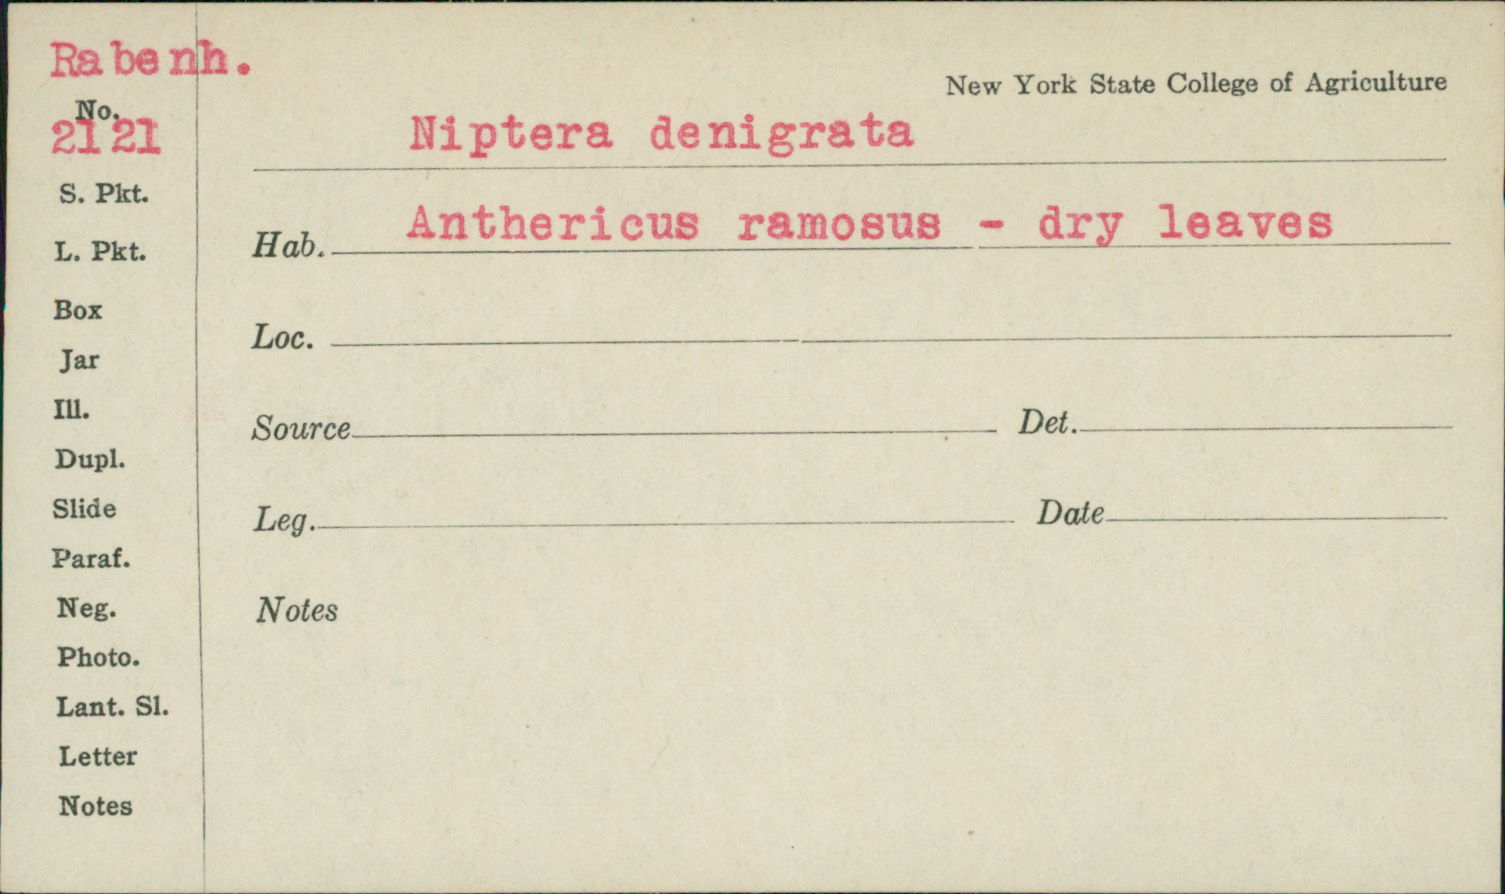 Rabenh.
New York State College of Agriculture
No.
2121
Niptera denigrata
S. Pkt.
Hab. Anthericus ramosus - dry leaves
L. Pkt.
Box
Loc.
Jar
Ill.
Source Det.
Dupl.
Slide
Leg. Date
Paraf.
Neg.
Notes
Photo.
Lant. Sl.
Letter
Notes